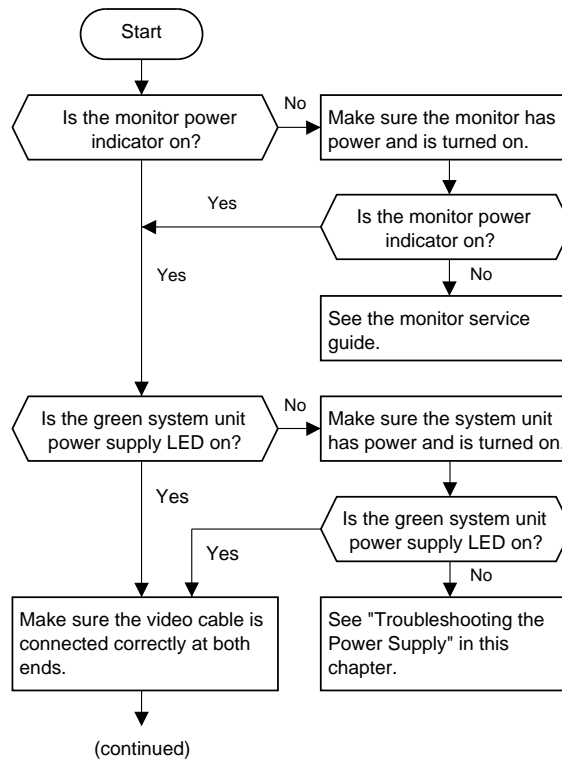 Start
Is the monitor power
indicator on?
No
Make sure the monitor has
power and is turned on.
Yes
Is the monitor power
indicator on?
Yes
No
See the monitor service
guide.
Is the green system unit
power supply LED on?
No
Make sure the system unit
has power and is turned on.
Yes
Yes
Is the green system unit
power supply LED on?
No
Make sure the video cable is
connected correctly at both
ends.
See "Troubleshooting the
Power Supply" in this
chapter.
(continued)